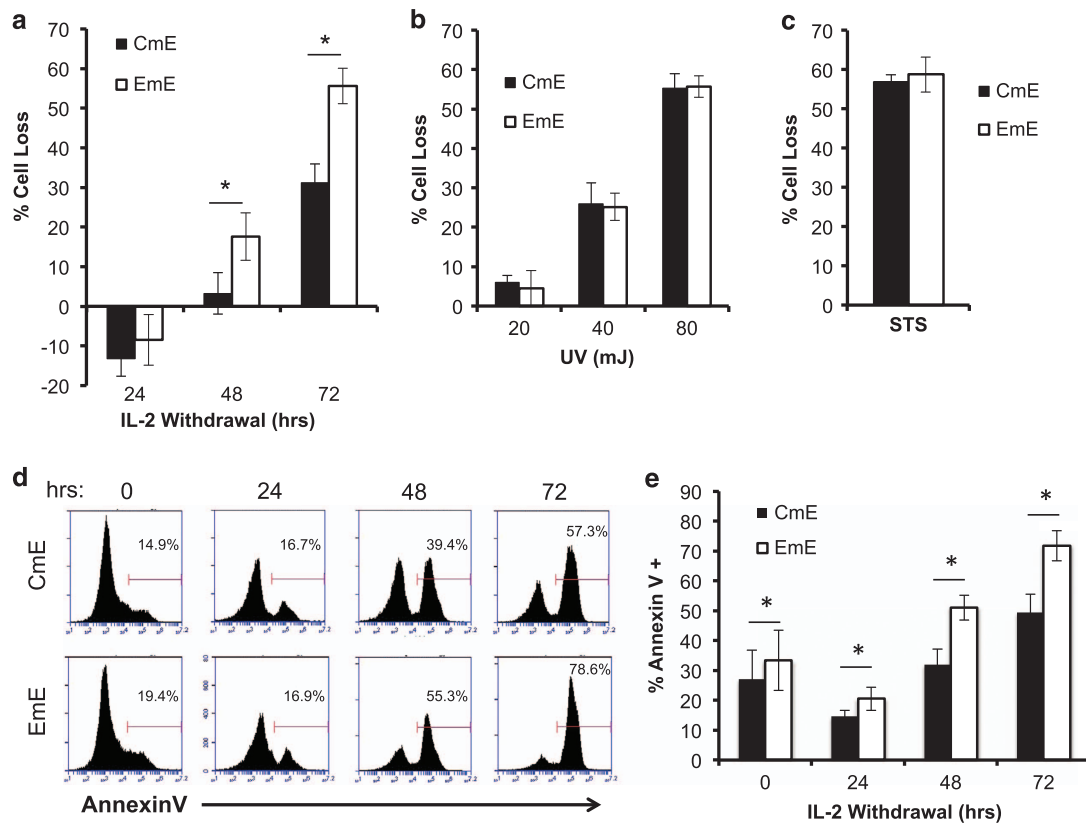 a
70
60
50
40
30
20
10
0
-10
-20
% Cell Loss
CmE
EmE
*
*
24 48 72
IL-2 Withdrawal (hrs)
b
70
60
50
40
30
20
10
0
% Cell Loss
CmE
EmE
20 40 80
UV (mJ)
c
70
60
50
40
30
20
10
0
% Cell Loss
CmE
EmE
STS
d
hrs: 0 24 48 72
CmE
14.9%
16.7%
39.4%
57.3%
EmE
19.4%
16.9%
55.3%
78.6%
AnnexinV
e
90
80
70
60
50
40
30
20
10
0
% Annexin V +
CmE
EmE
*
*
*
*
0 24 48 72
IL-2 Withdrawal (hrs)